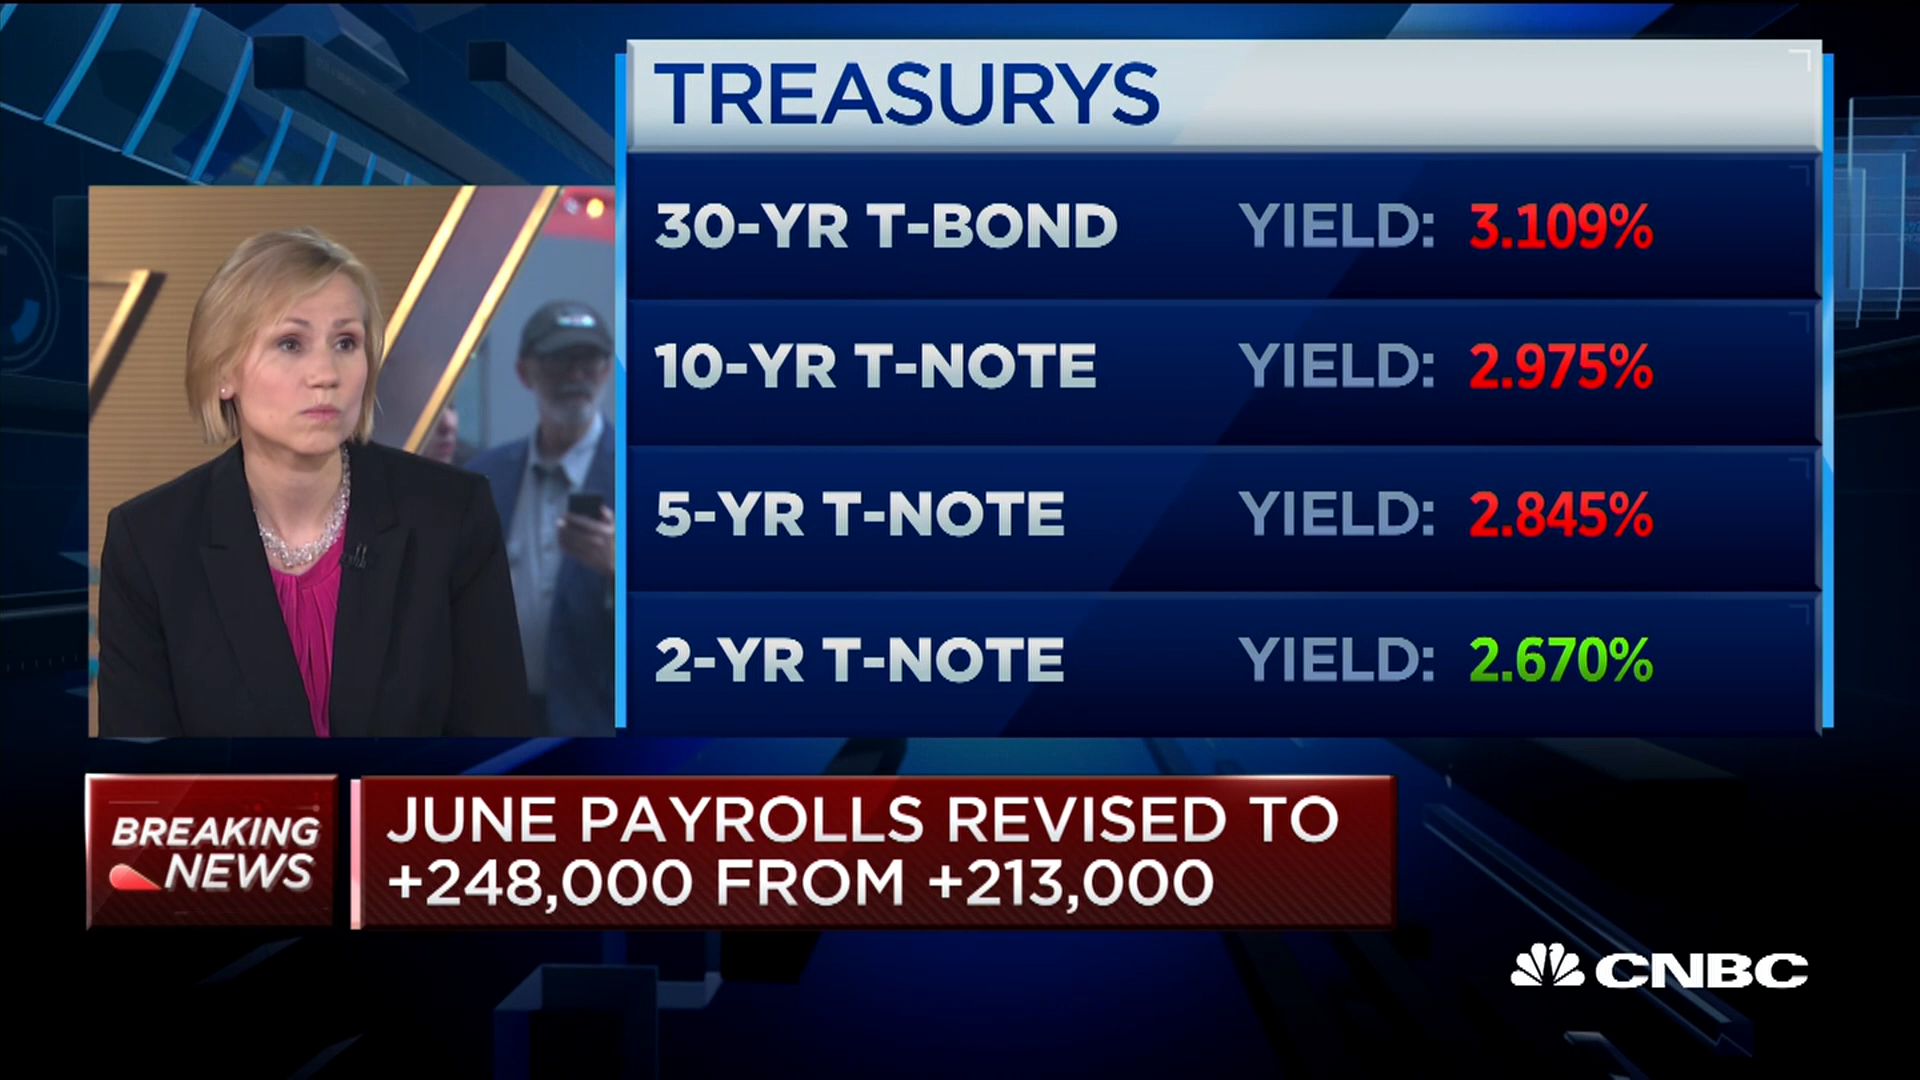 TREASURYS
30-YR T-BOND YIELD: 3.109%
10-YR T-NOTE YIELD: 2.975%
5-YR T-NOTE YIELD: 2.845%
2-YR T-NOTE YIELD: 2.670%
BREAKING
NEWS
JUNE PAYROLLS REVISED TO
+248,000 FROM +213,000
CNBC